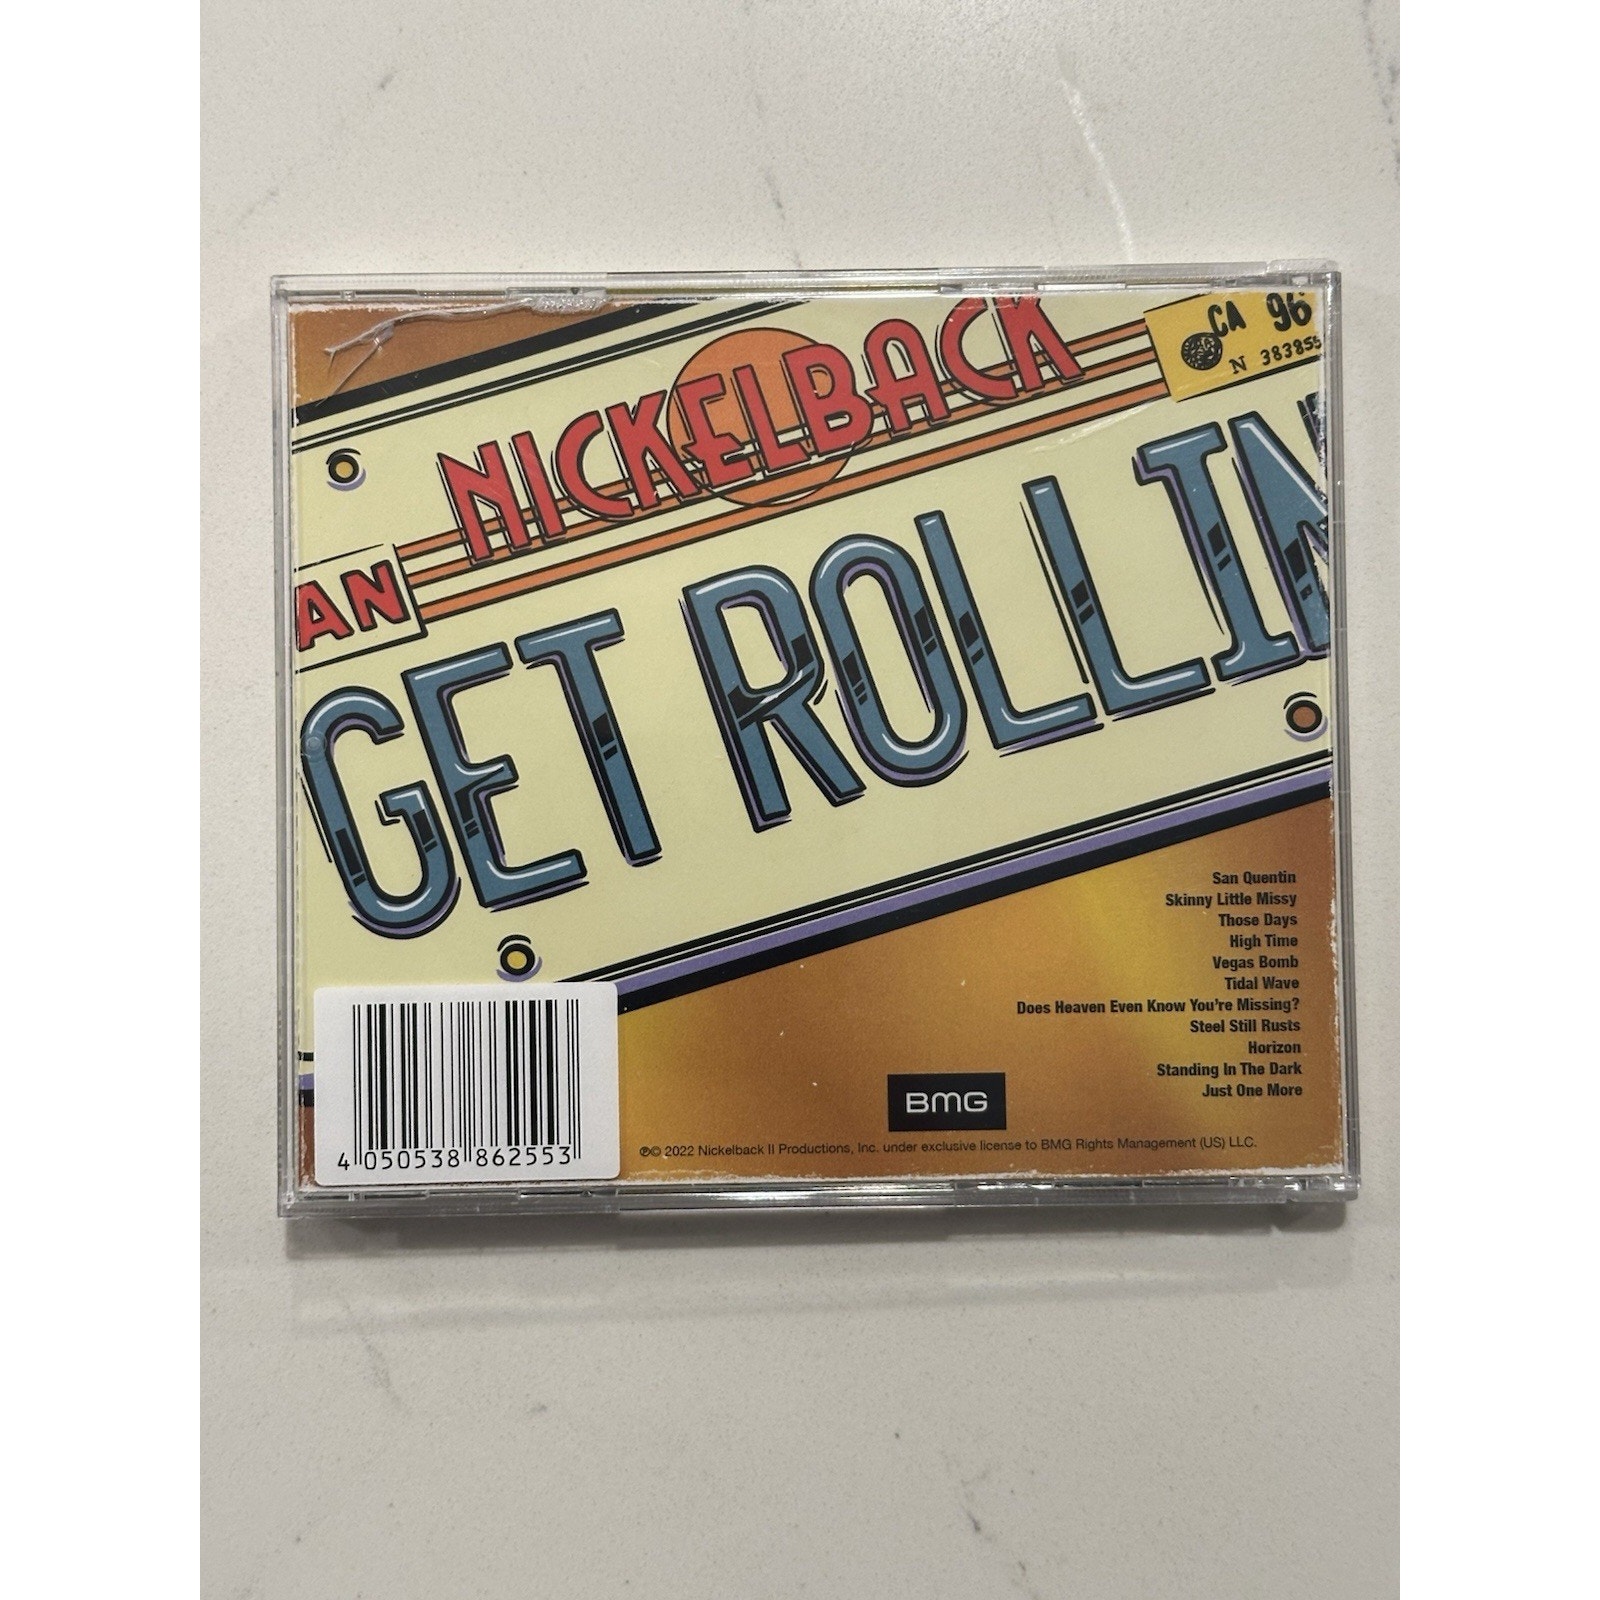 NICKELBACK
CA 96
N 383855
AN
GET ROLLIN
San Quentin
Skinny Little Missy
Those Days
High Time
Vegas Bomb
Tidal Wave
Does Heaven Even Know You're Missing?
Steel Still Rusts
Horizon
Standing In The Dark
Just One More
BMG
℗© 2022 Nickelback II Productions, Inc. under exclusive license to BMG Rights Management (US) LLC.
4 050538 862553